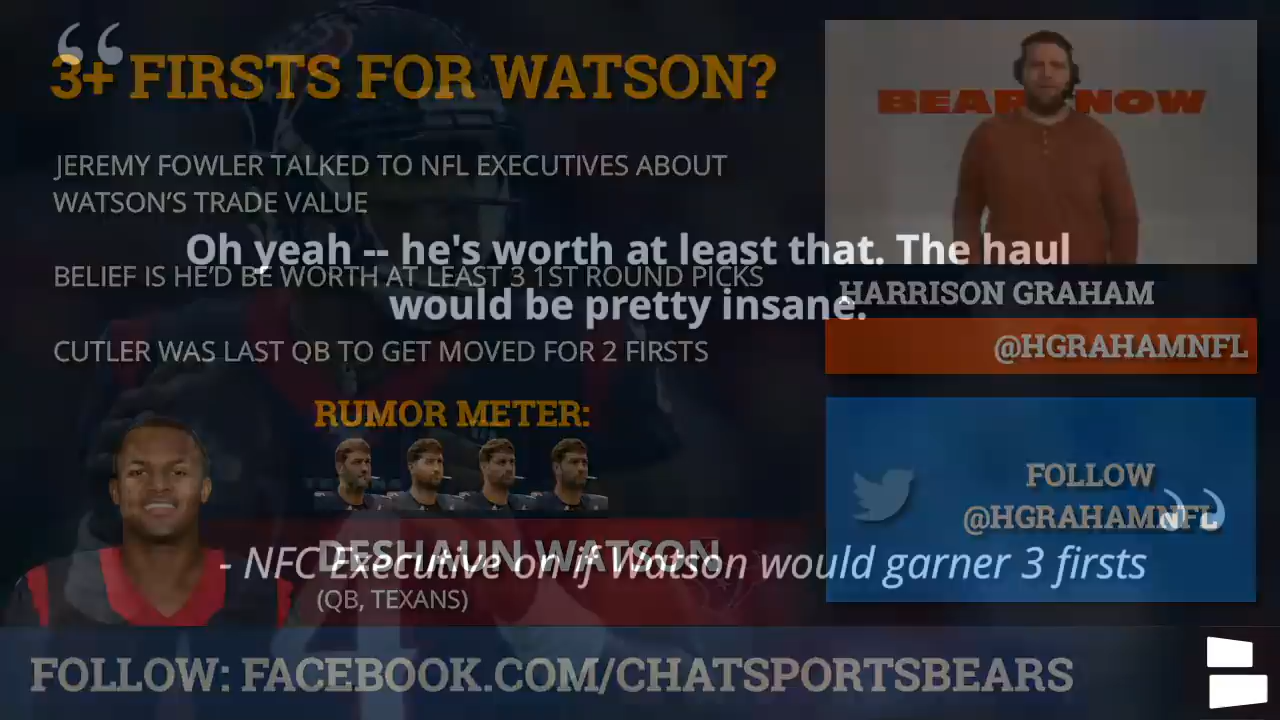 3+ FIRSTS FOR WATSON?
JEREMY FOWLER TALKED TO NFL EXECUTIVES ABOUT
WATSON'S TRADE VALUE
BELIEF IS HE'D BE WORTH AT LEAST 3 1ST ROUND PICKS
CUTLER WAS LAST QB TO GET MOVED FOR 2 FIRSTS
RUMOR METER:
DESHAUN WATSON
(QB, TEXANS)
“
Oh yeah -- he's worth at least that. The haul
would be pretty insane.
”
- NFC Executive on if Watson would garner 3 firsts
BEARS NOW
HARRISON GRAHAM
@HGRAHAMNFL
FOLLOW
@HGRAHAMNFL
FOLLOW: FACEBOOK.COM/CHATSPORTSBEARS